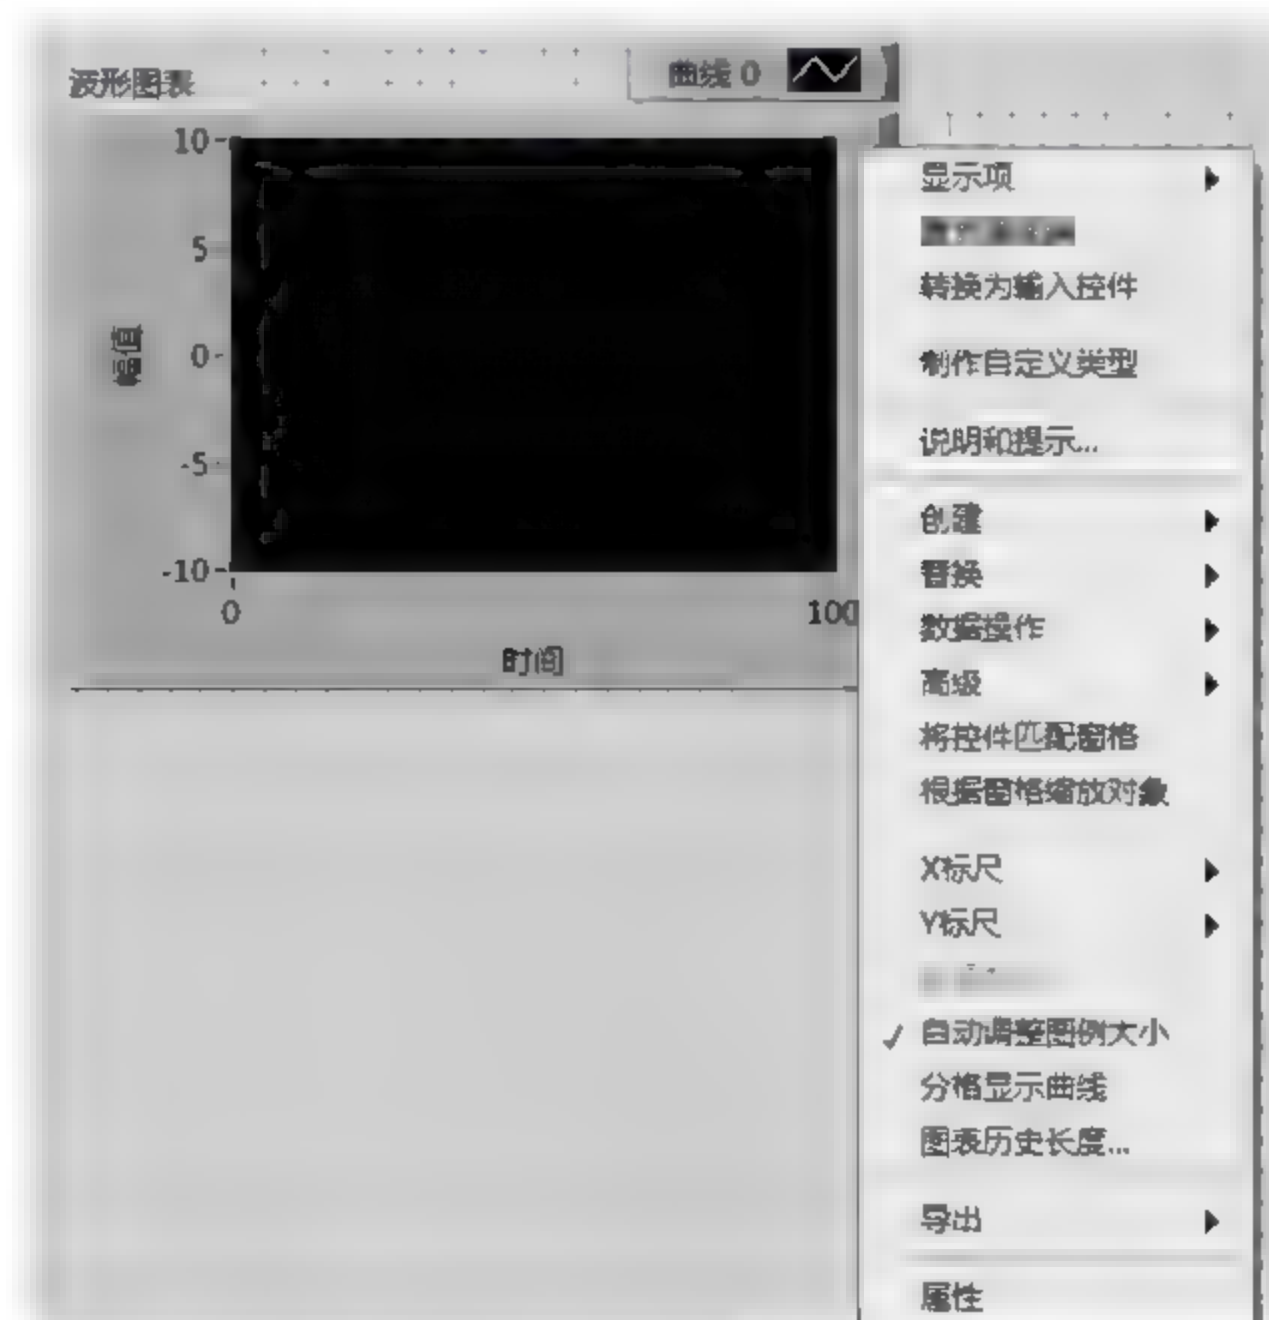 波形图表
曲线 0
10
5
0
-5
-10
幅值
0
100
时间
显示项
转换为输入控件
制作自定义类型
说明和提示...
创建
替换
数据操作
高级
将控件匹配窗格
根据窗格缩放对象
X标尺
Y标尺
自动调整图例大小
分格显示曲线
图表历史长度...
导出
属性